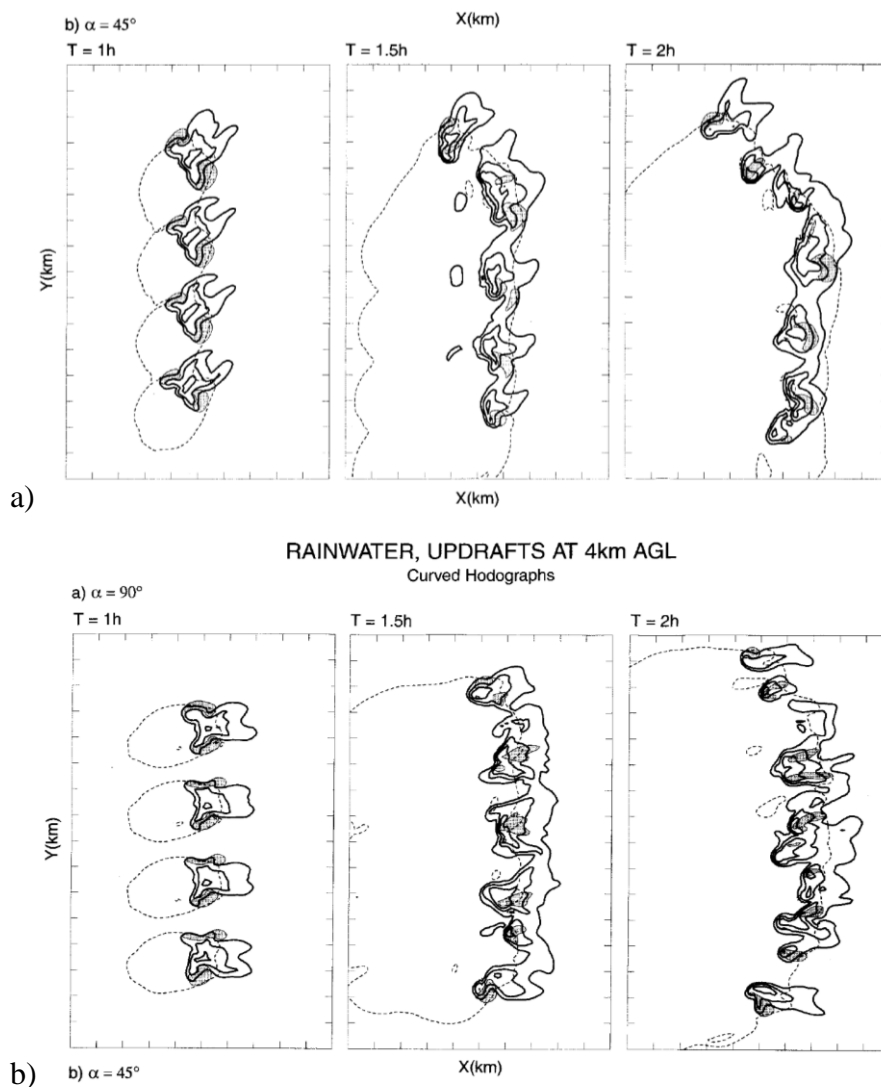 X(km)
b) α = 45°
T = 1h T = 1.5h T = 2h
Y(km)
a)
X(km)
RAINWATER, UPDRAFTS AT 4km AGL
Curved Hodographs
a) α = 90°
T = 1h T = 1.5h T = 2h
Y(km)
X(km)
b) b) α = 45°